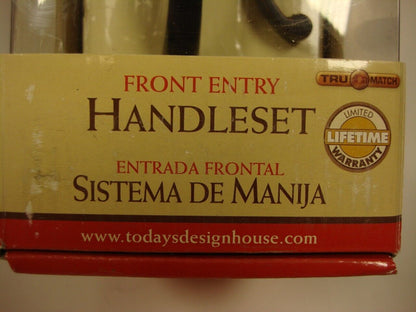 TRU MATCH
FRONT ENTRY
HANDLESET
LIMITED
LIFETIME
WARRANTY
ENTRADA FRONTAL
SISTEMA DE MANIJA
www.todaysdesignhouse.com